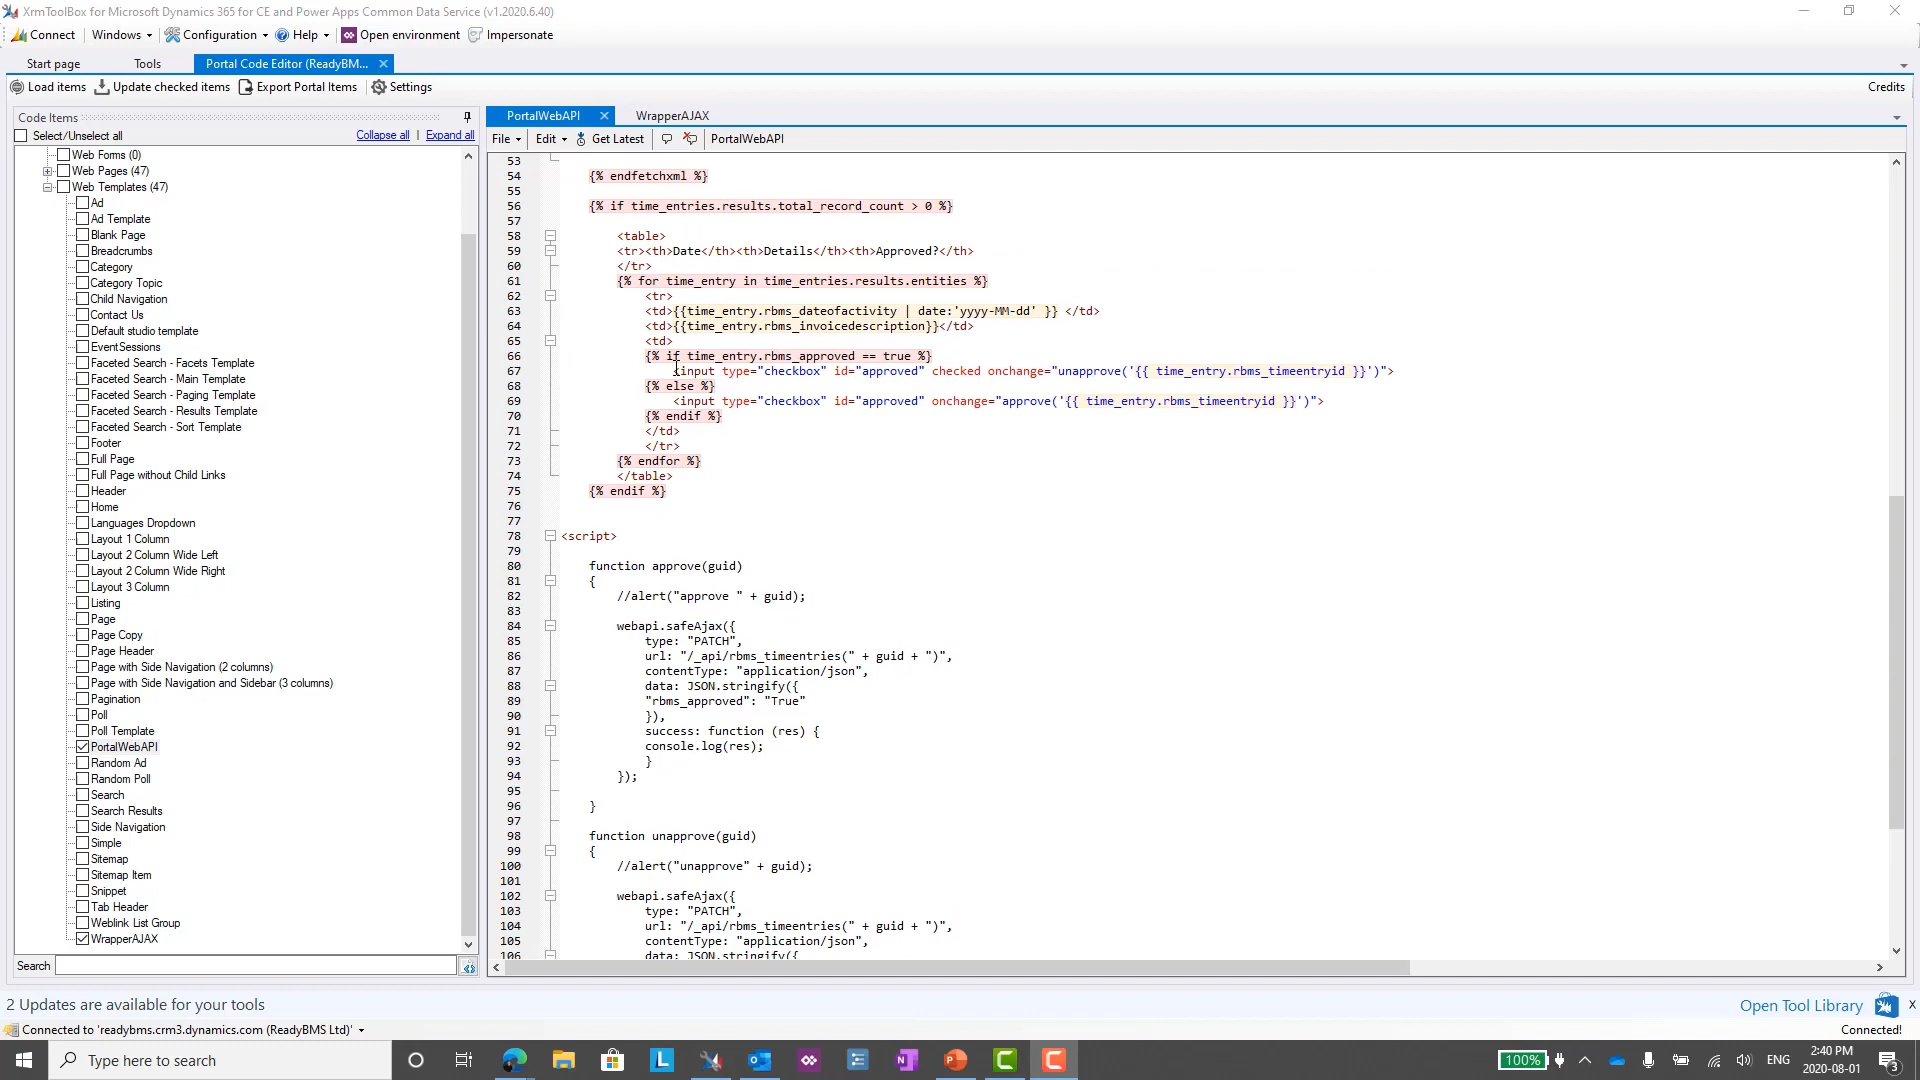 XrmToolBox for Microsoft Dynamics 365 for CE and Power Apps Common Data Service (v1.2020.6.40)
Connect Windows Configuration Help Open environment Impersonate
Start page Tools Portal Code Editor (ReadyBM...
Load items Update checked items Export Portal Items Settings Credits
Code Items
Select/Unselect all Collapse all | Expand all
Web Forms (0)
Web Pages (47)
Web Templates (47)
Ad
Ad Template
Blank Page
Breadcrumbs
Category
Category Topic
Child Navigation
Contact Us
Default studio template
EventSessions
Faceted Search - Facets Template
Faceted Search - Main Template
Faceted Search - Paging Template
Faceted Search - Results Template
Faceted Search - Sort Template
Footer
Full Page
Full Page without Child Links
Header
Home
Languages Dropdown
Layout 1 Column
Layout 2 Column Wide Left
Layout 2 Column Wide Right
Layout 3 Column
Listing
Page
Page Copy
Page Header
Page with Side Navigation (2 columns)
Page with Side Navigation and Sidebar (3 columns)
Pagination
Poll
Poll Template
PortalWebAPI
Random Ad
Random Poll
Search
Search Results
Side Navigation
Simple
Sitemap
Sitemap Item
Snippet
Tab Header
Weblink List Group
WrapperAJAX
Search
PortalWebAPI WrapperAJAX
File Edit Get Latest PortalWebAPI
53
54 {% endfetchxml %}
55
56 {% if time_entries.results.total_record_count > 0 %}
57
58 <table>
59 <tr><th>Date</th><th>Details</th><th>Approved?</th>
60 </tr>
61 {% for time_entry in time_entries.results.entities %}
62 <tr>
63 <td>{{time_entry.rbms_dateofactivity | date:'yyyy-MM-dd' }} </td>
64 <td>{{time_entry.rbms_invoicedescription}}</td>
65 <td>
66 {% if time_entry.rbms_approved == true %}
67 <input type="checkbox" id="approved" checked onchange="unapprove('{{ time_entry.rbms_timeentryid }}')">
68 {% else %}
69 <input type="checkbox" id="approved" onchange="approve('{{ time_entry.rbms_timeentryid }}')">
70 {% endif %}
71 </td>
72 </tr>
73 {% endfor %}
74 </table>
75 {% endif %}
76
77
78 <script>
79
80 function approve(guid)
81 {
82 //alert("approve " + guid);
83
84 webapi.safeAjax({
85 type: "PATCH",
86 url: "/_api/rbms_timeentries(" + guid + ")",
87 contentType: "application/json",
88 data: JSON.stringify({
89 "rbms_approved": "True"
90 }),
91 success: function (res) {
92 console.log(res);
93 }
94 });
95
96 }
97
98 function unapprove(guid)
99 {
100 //alert("unapprove" + guid);
101
102 webapi.safeAjax({
103 type: "PATCH",
104 url: "/_api/rbms_timeentries(" + guid + ")",
105 contentType: "application/json",
106 data: JSON.stringify({
2 Updates are available for your tools Open Tool Library X
Connected to 'readybms.crm3.dynamics.com (ReadyBMS Ltd)' Connected!
Type here to search 100% ENG 2:40 PM
2020-08-01 3